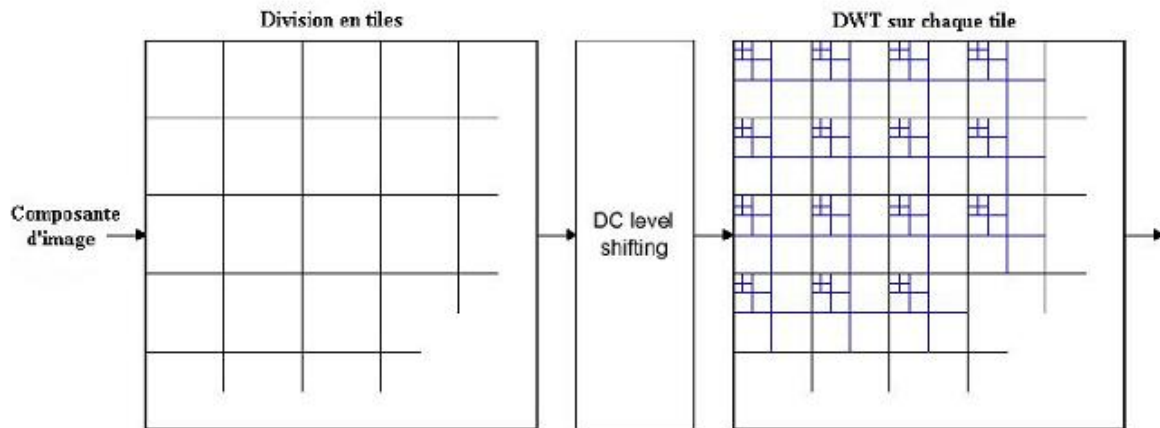 Division en tiles
DWT sur chaque tile
Composante
d'image
DC level
shifting